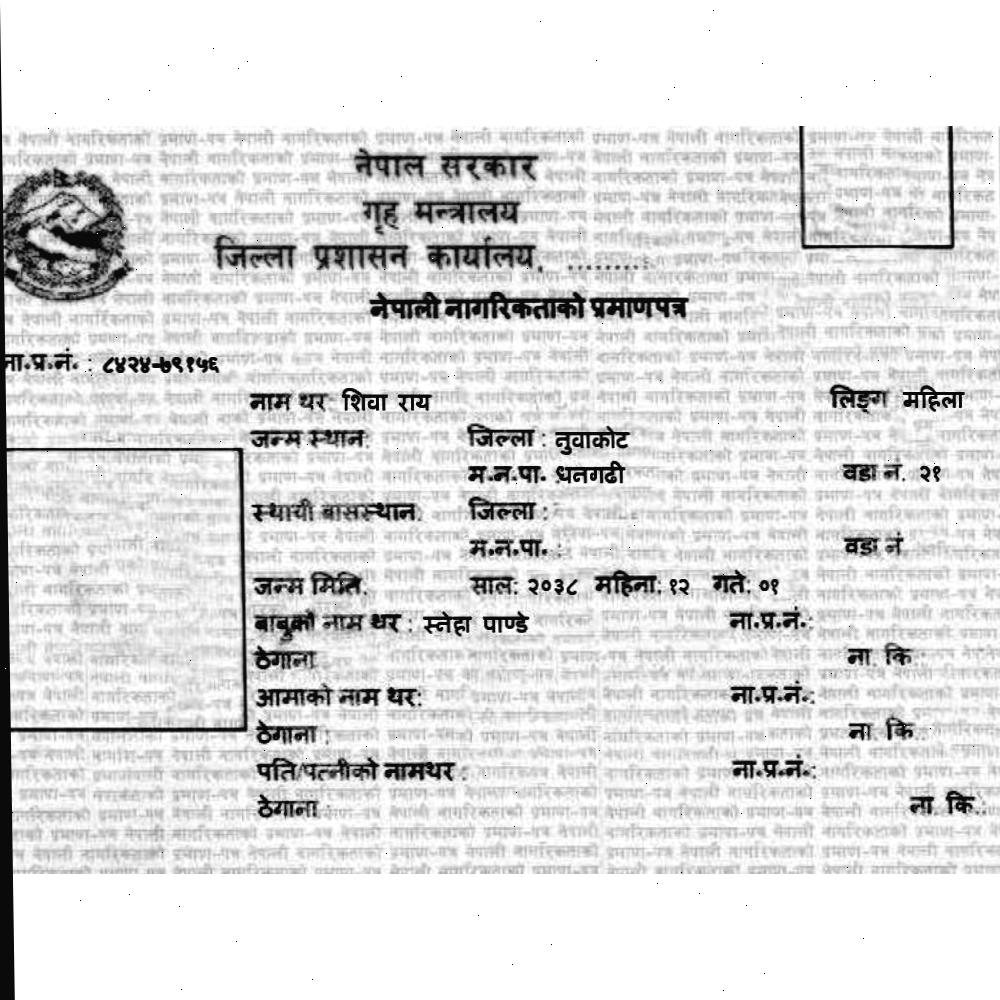 नेपाल सरकार
गृह मन्त्रालय
जिल्ला प्रशासन कार्यालय, .........
नेपाली नागरिकताको प्रमाणपत्र
ना.प्र.नं. : ८४२४-७९१५६
नाम थर: शिवा राय लिङ्ग: महिला
जन्म स्थान: जिल्ला : नुवाकोट
म.न.पा. धनगढी वडा नं. २१
स्थायी बासस्थान: जिल्ला :
म.न.पा. : वडा नं.
जन्म मिति: साल: २०३८ महिना: १२ गते: ०१
बाबुको नाम थर : स्नेहा पाण्डे ना.प्र.नं.:
ठेगाना: ना. कि.:
आमाको नाम थर: ना.प्र.नं.:
ठेगाना : ना. कि.
पति/पत्नीको नामथर : ना.प्र.नं.:
ठेगाना : ना. कि.: